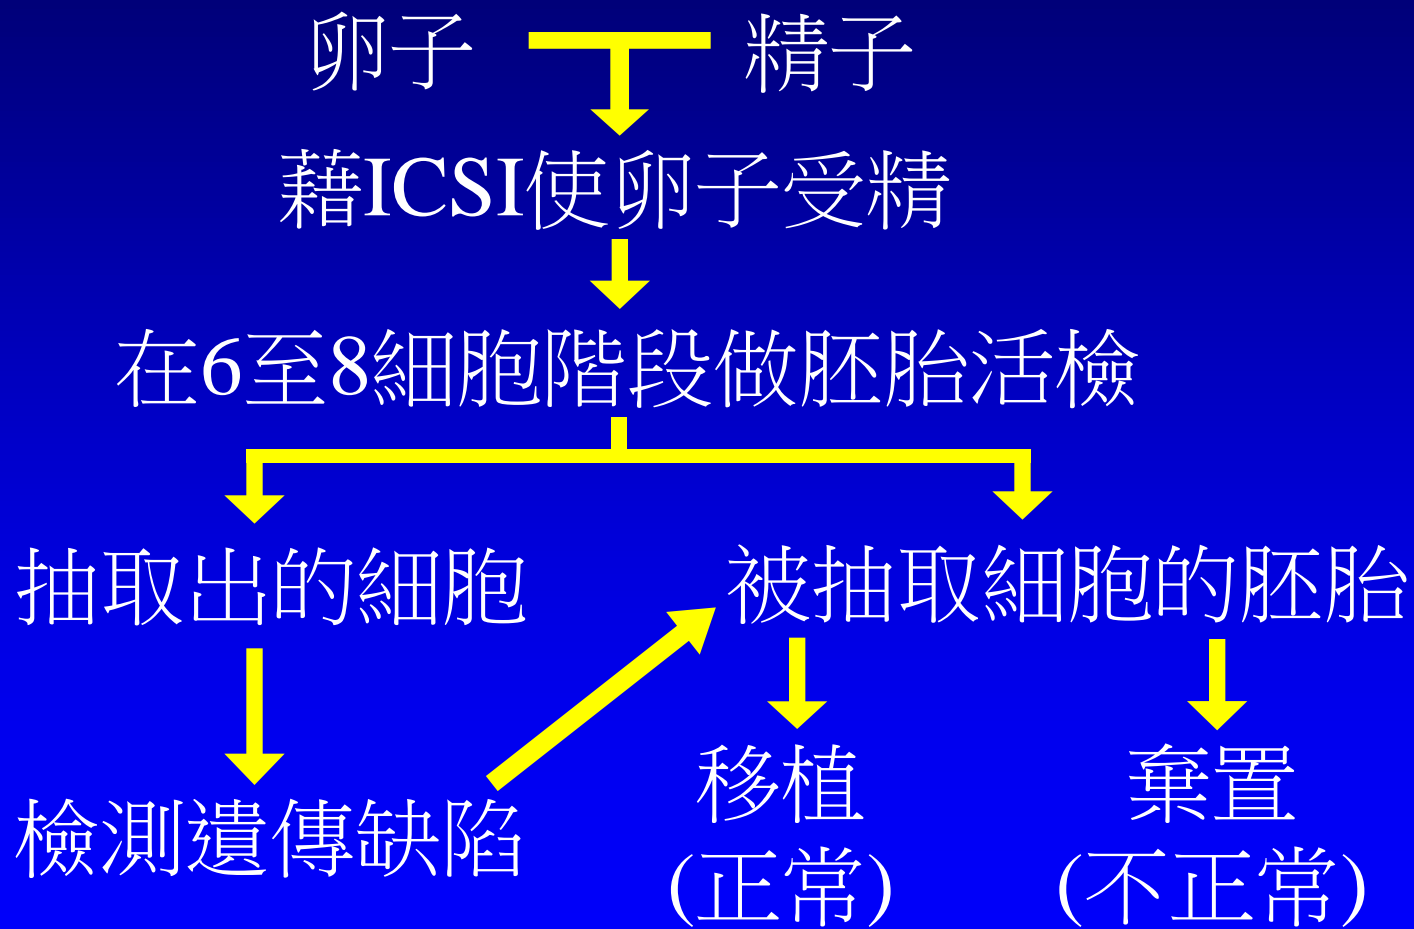 卵子 精子
藉ICSI使卵子受精
在6至8細胞階段做胚胎活檢
抽取出的細胞 被抽取細胞的胚胎
檢測遺傳缺陷
移植 棄置
(正常) (不正常)